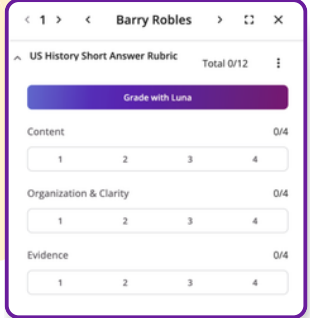 1 Barry Robles
US History Short Answer Rubric Total 0/12
Grade with Luna
Content 0/4
1 2 3 4
Organization & Clarity 0/4
1 2 3 4
Evidence 0/4
1 2 3 4